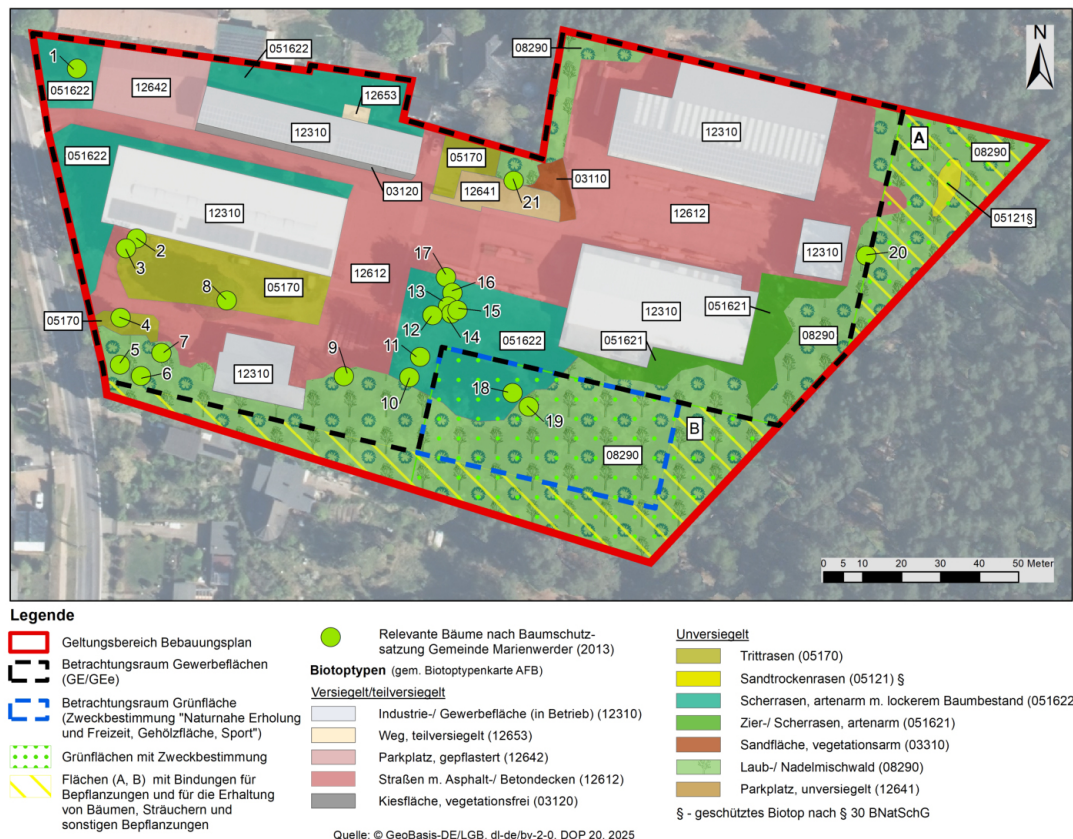 N
08290
051622
1
12642
12653
051622
12310
12310
A
08290
051622
05170
03110
03120
12641
21
12310
12612
05121§
2
3
17
12310
20
16
8
05170
12612
13
15
051621
12310
05170
4
12
14
051622
051621
08290
7
11
5
9
12310
6
10
18
19
B
08290
0 5 10 20 30 40 50 Meter
Legende
Geltungsbereich Bebauungsplan
Betrachtungsraum Gewerbeflächen
(GE/GEe)
Betrachtungsraum Grünfläche
(Zweckbestimmung "Naturnahe Erholung
und Freizeit, Gehölzfläche, Sport")
Grünflächen mit Zweckbestimmung
Flächen (A, B) mit Bindungen für
Bepflanzungen und für die Erhaltung
von Bäumen, Sträuchern und
sonstigen Bepflanzungen
Relevante Bäume nach Baumschutz-
satzung Gemeinde Marienwerder (2013)
Biotoptypen (gem. Biotoptypenkarte AFB)
Versiegelt/teilversiegelt
Industrie-/ Gewerbefläche (in Betrieb) (12310)
Weg, teilversiegelt (12653)
Parkplatz, gepflastert (12642)
Straßen m. Asphalt-/ Betondecken (12612)
Kiesfläche, vegetationsfrei (03120)
Unversiegelt
Trittrasen (05170)
Sandtrockenrasen (05121) §
Scherrasen, artenarm m. lockerem Baumbestand (051622
Zier-/ Scherrasen, artenarm (051621)
Sandfläche, vegetationsarm (03310)
Laub-/ Nadelmischwald (08290)
Parkplatz, unversiegelt (12641)
§ - geschütztes Biotop nach § 30 BNatSchG
Quelle: © GeoBasis-DE/LGB, dl-de/by-2-0, DOP 20, 2025